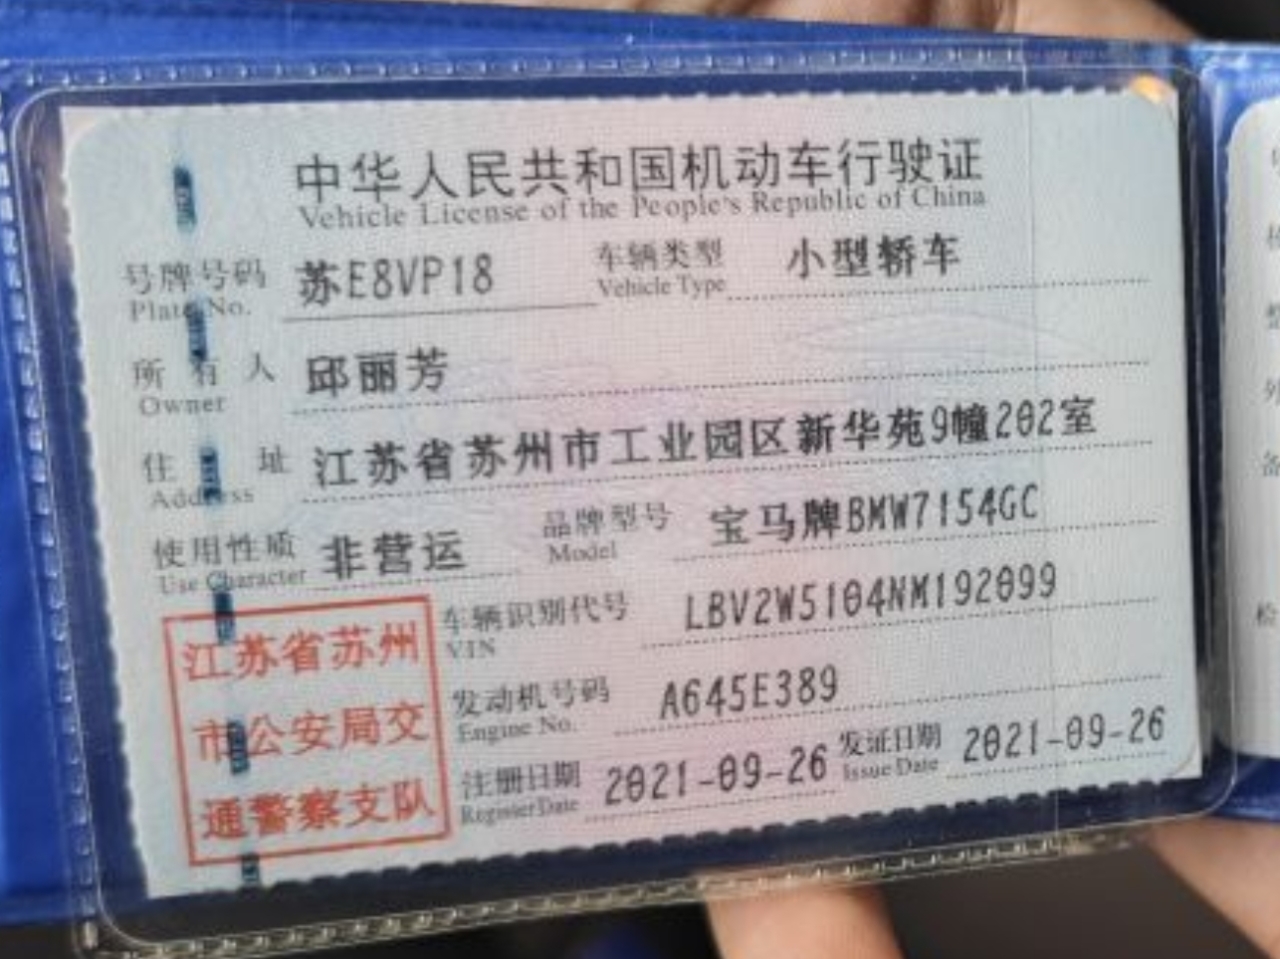 中华人民共和国机动车行驶证
Vehicle License of the People's Republic of China
号牌号码 苏E8VP18 车辆类型 小型轿车
Plate No. Vehicle Type
所有人 邱丽芳
Owner
住址 江苏省苏州市工业园区新华苑9幢202室
Address
使用性质 非营运 品牌型号 宝马牌BMW7154GC
Use Character Model
车辆识别代号 LBV2W5104NM192099
VIN
发动机号码 A645E389
Engine No.
注册日期 2021-09-26 发证日期 2021-09-26
Register Date Issue Date
江苏省苏州
市公安局交
通警察支队